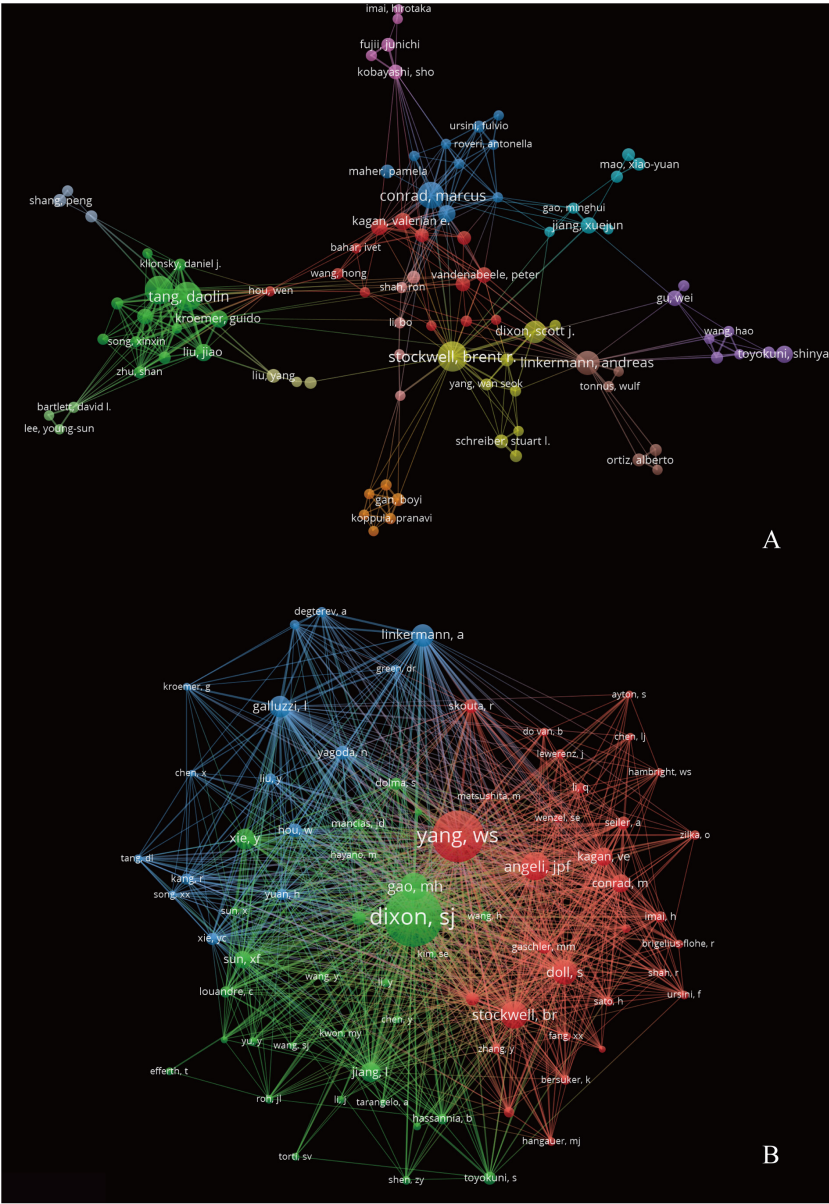 imai, hirotaka
fujii, junichi
kobayashi, sho
ursini, fulvio
roveri, antonella
mao, xiao-yuan
maher, pamela
conrad, marcus
shang, peng
gao, minghui
kagan, valerian e.
jiang, xuejun
bahar, ivet
klionsky, daniel j.
wang, hong
vandenabeele, peter
shah, ron
tang, daolin
hou, wen
gu, wei
kroemer, guido
li, bo
dixon, scott j.
wang, hao
song, xinxin
liu, jiao
stockwell, brent r.
linkermann, andreas
toyokuni, shinya
zhu, shan
liu, yang
yang, wan seok
tonnus, wulf
bartlett, david l.
lee, young-sun
schreiber, stuart l.
ortiz, alberto
gan, boyi
koppula, pranavi
A
degterev, a
linkermann, a
green, dr
kroemer, g
ayton, s
galluzzi, l
skouta, r
do van, b
chen, lj
yagoda, n
lewerenz, j
chen, x
liu, y
dolma, s
hambright, ws
li, q
matsushita, m
wenzel, se
seiler, a
mancias, jd
hou, w
xie, y
yang, ws
zilka, o
hayano, m
kagan, ve
tang, dl
angeli, jpf
kang, r
gao, mh
conrad, m
song, xx
yuan, h
sun, x
dixon, sj
wang, h
imai, h
xie, yc
brigelius-flohe, r
gaschler, mm
kim, se
sun, xf
doll, s
shah, r
wang, y
li, y
louandre, c
ursini, f
sato, h
stockwell, br
chen, y
kwon, my
yu, y
wang, sj
fang, xx
zhang, y
efferth, t
jiang, l
bersuker, k
roh, jl
li, j
tarangelo, a
hassannia, b
hangauer, mj
torti, sv
shen, zy
toyokuni, s
B